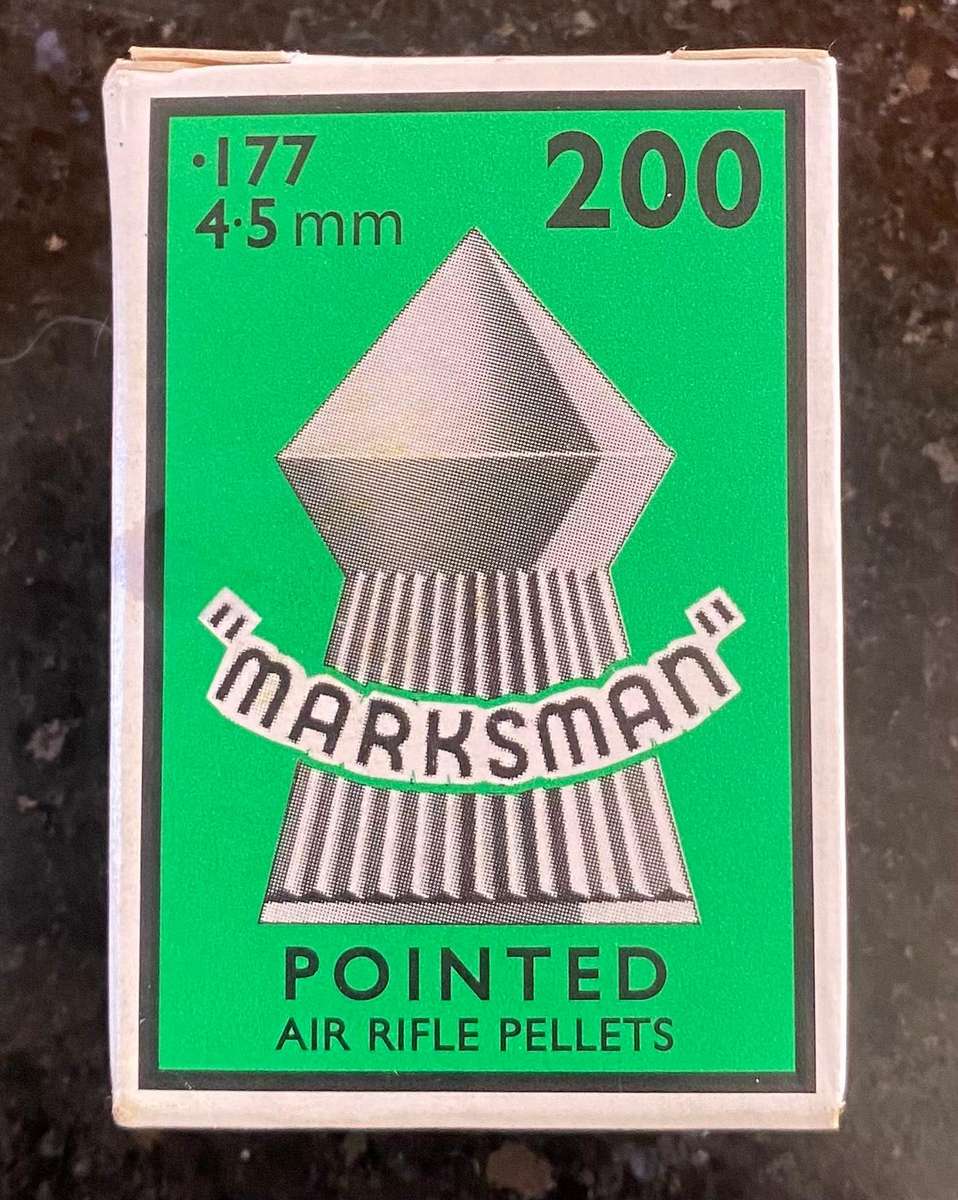 ·177
4·5 mm
200
"MARKSMAN"
POINTED
AIR RIFLE PELLETS